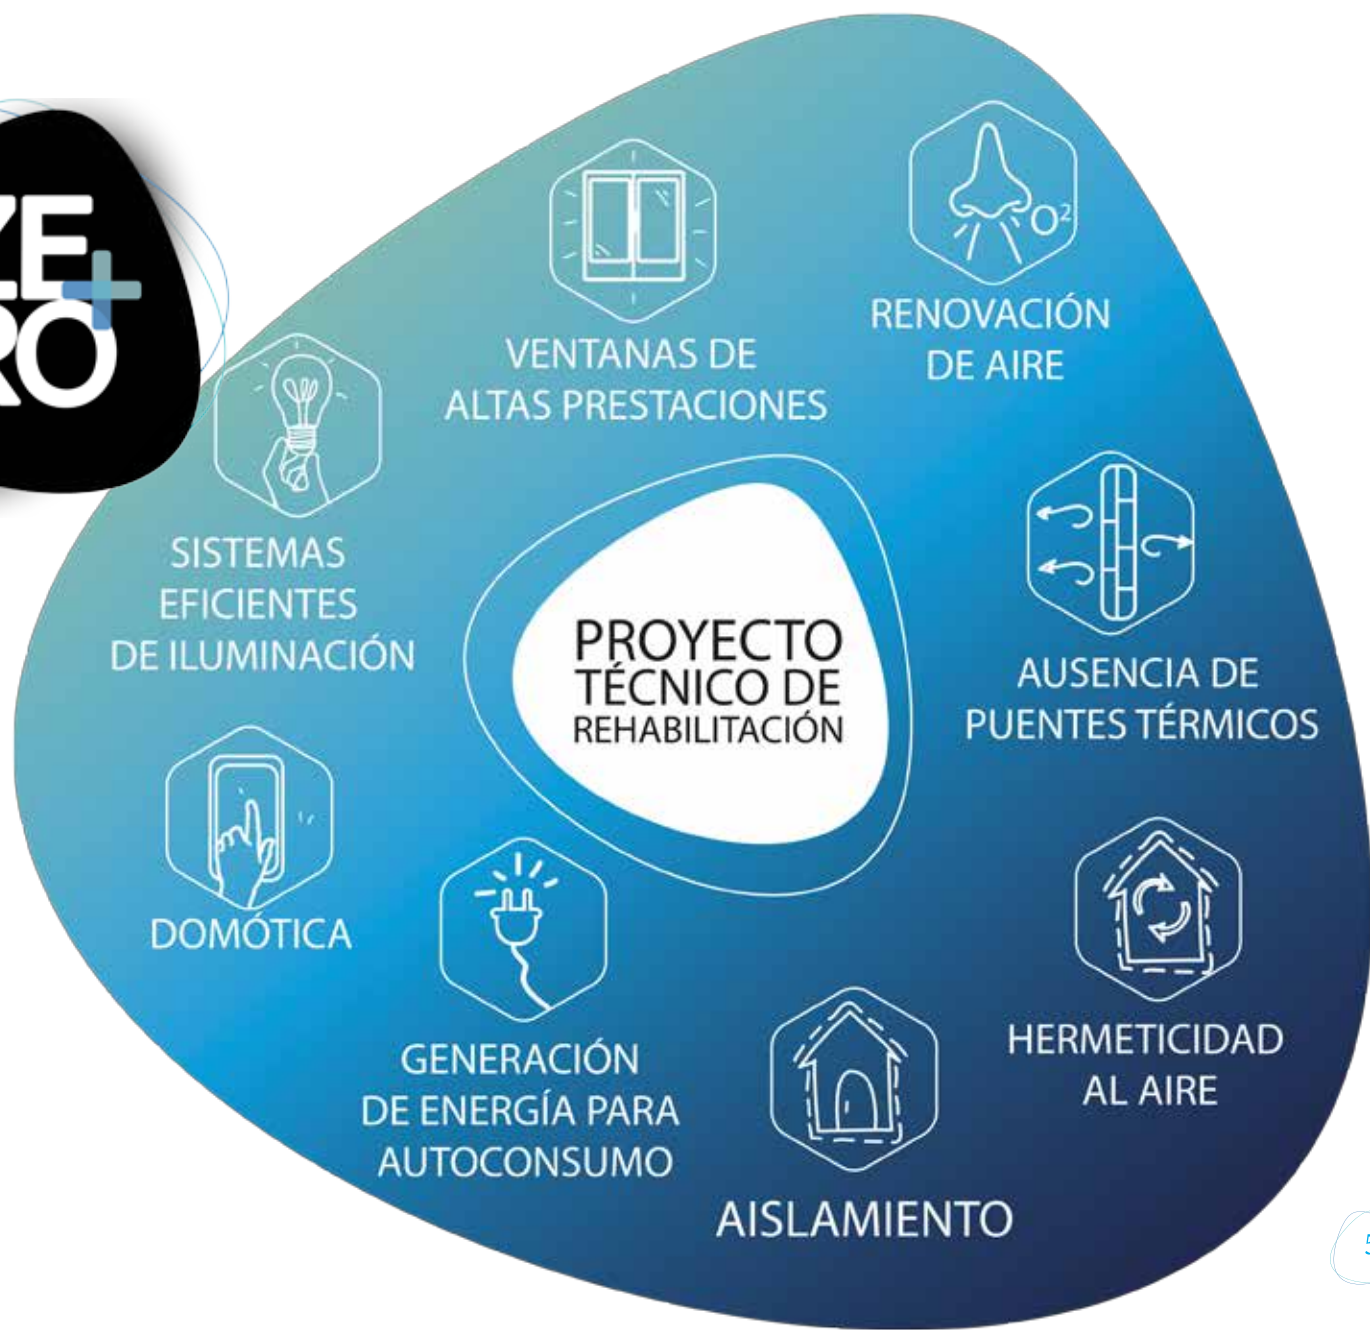 ZE
RO
VENTANAS DE
ALTAS PRESTACIONES
O²
RENOVACIÓN
DE AIRE
SISTEMAS
EFICIENTES
DE ILUMINACIÓN
PROYECTO
TÉCNICO DE
REHABILITACIÓN
AUSENCIA DE
PUENTES TÉRMICOS
DOMÓTICA
GENERACIÓN
DE ENERGÍA PARA
AUTOCONSUMO
HERMETICIDAD
AL AIRE
AISLAMIENTO